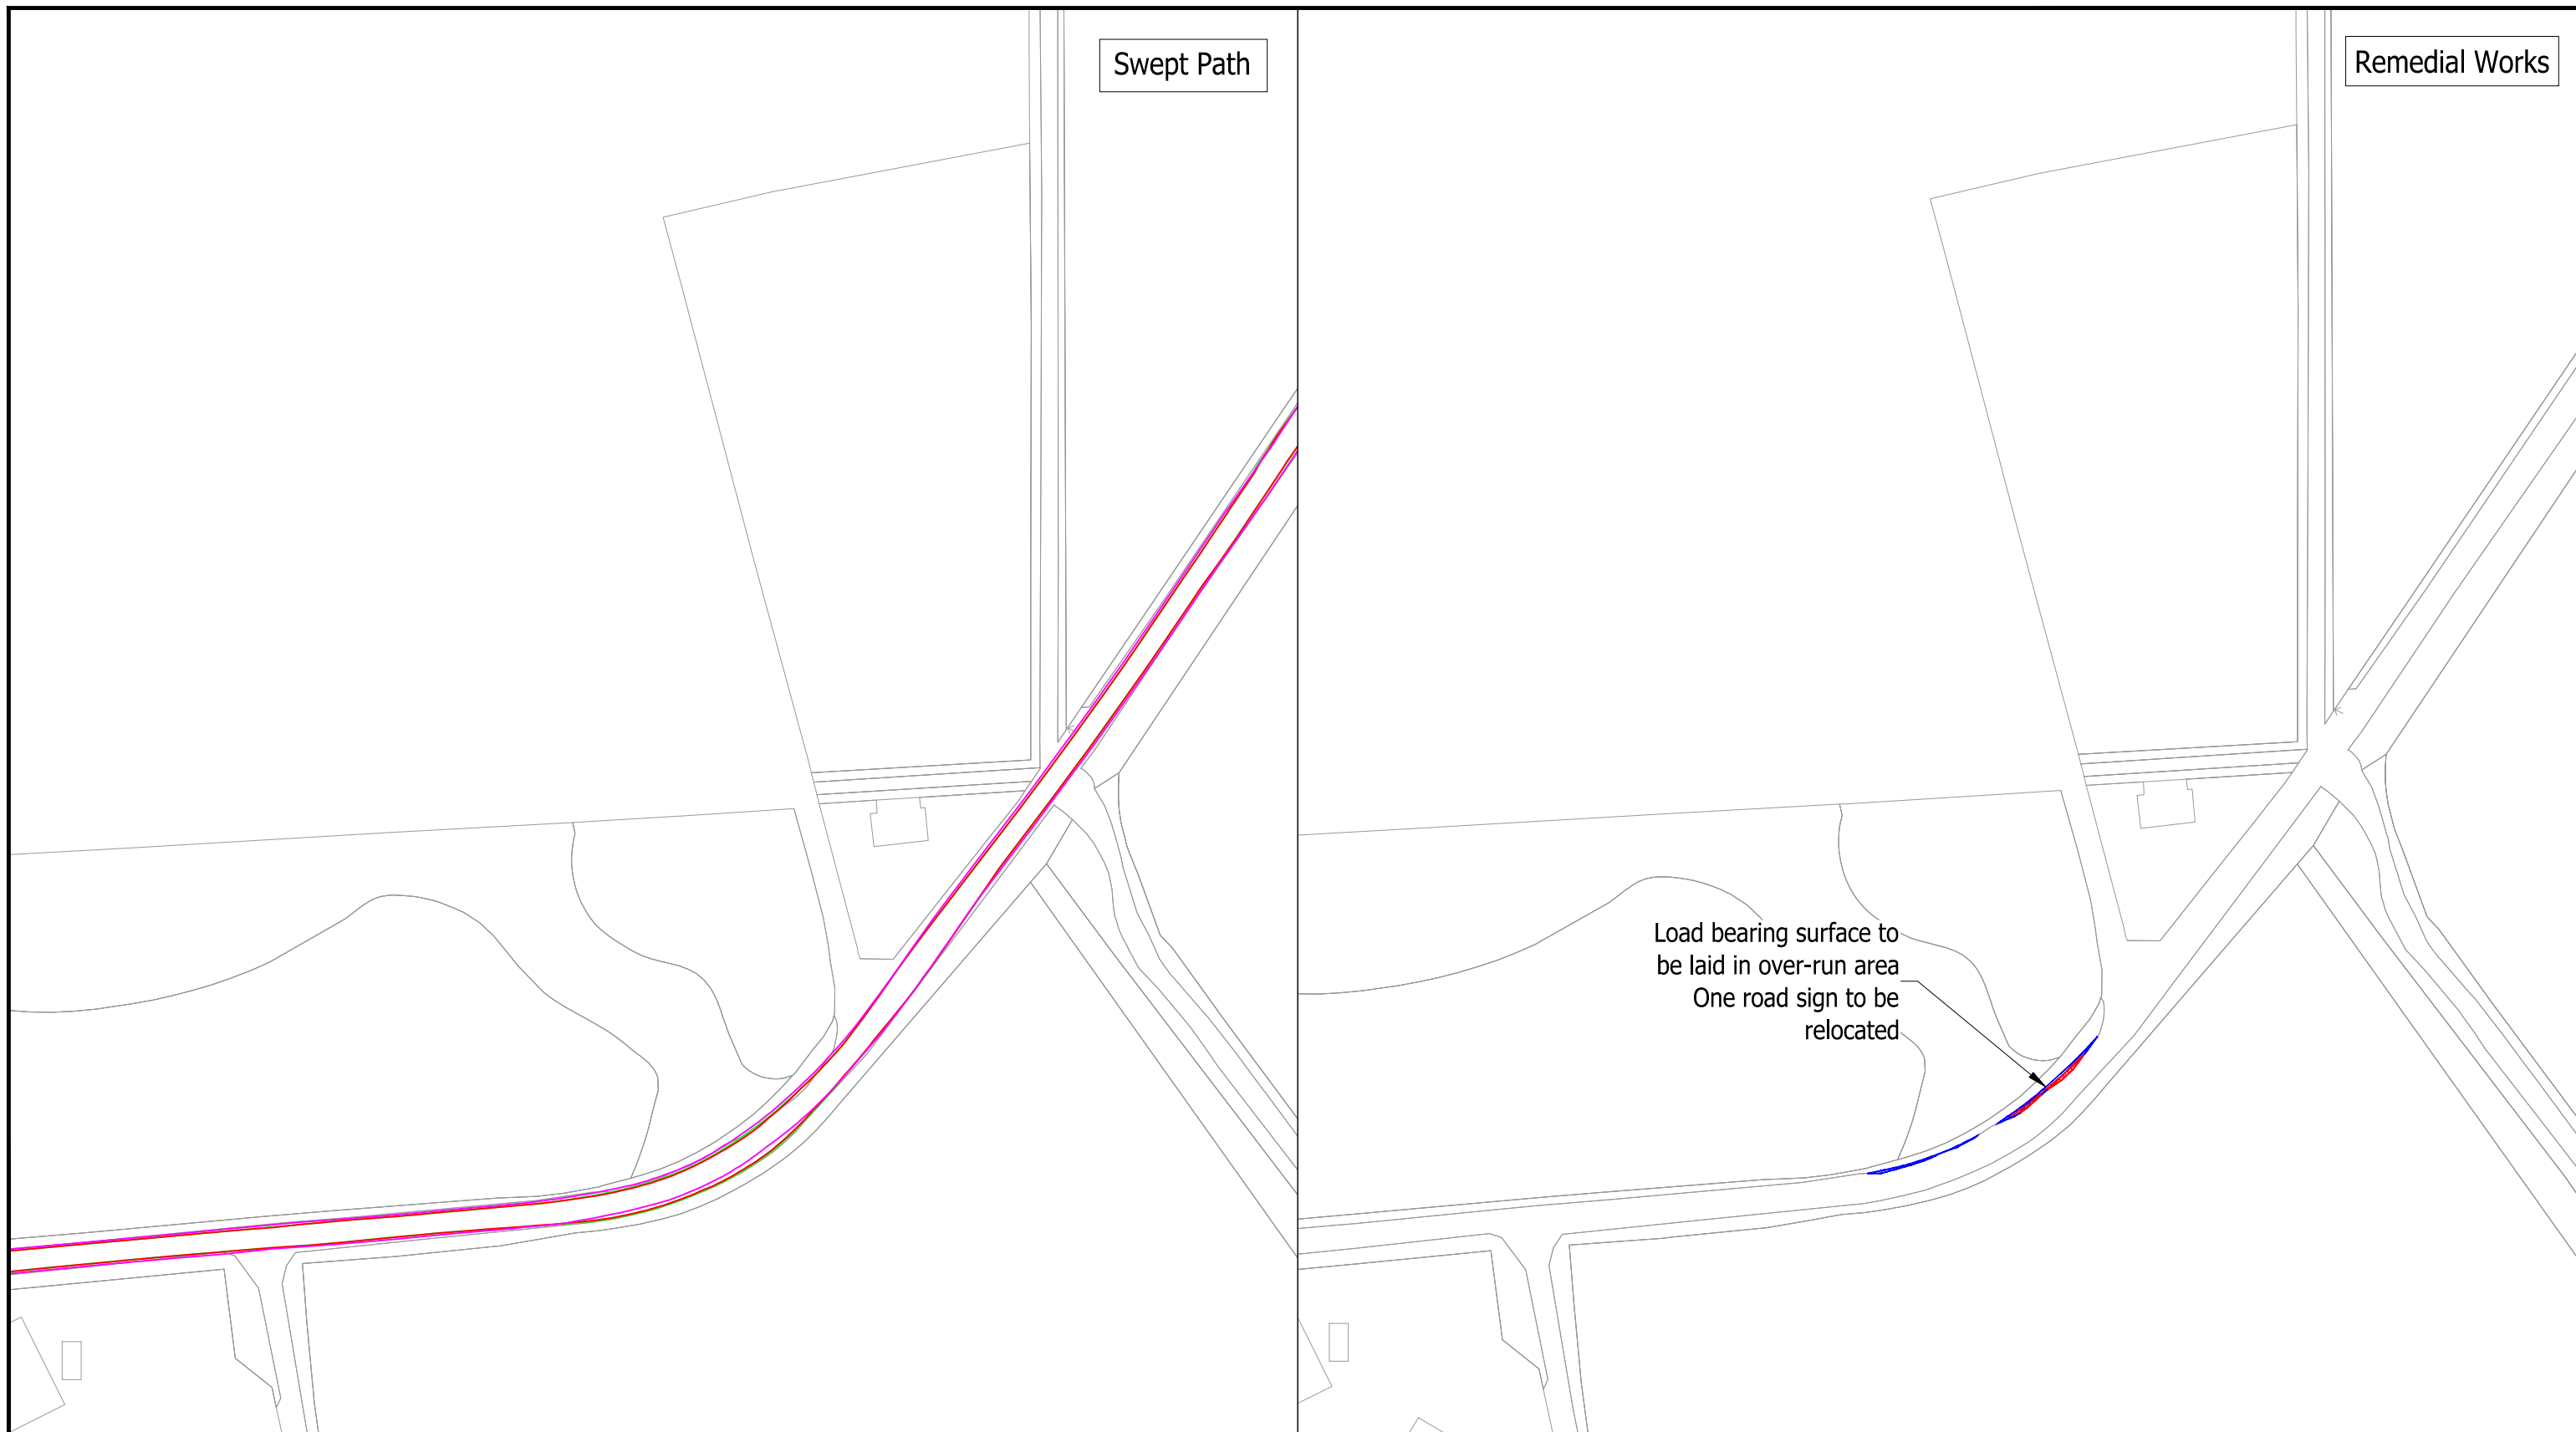 Swept Path
Remedial Works
Load bearing surface to
be laid in over-run area
One road sign to be
relocated